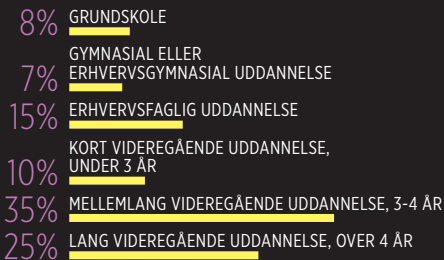 8% GRUNDSKOLE
GYMNASIAL ELLER
7% ERHVERVSGYMNASIAL UDDANNELSE
15% ERHVERVSFAGLIG UDDANNELSE
KORT VIDEREGÅENDE UDDANNELSE,
10% UNDER 3 ÅR
35% MELLEMLANG VIDEREGÅENDE UDDANNELSE, 3-4 ÅR
25% LANG VIDEREGÅENDE UDDANNELSE, OVER 4 ÅR